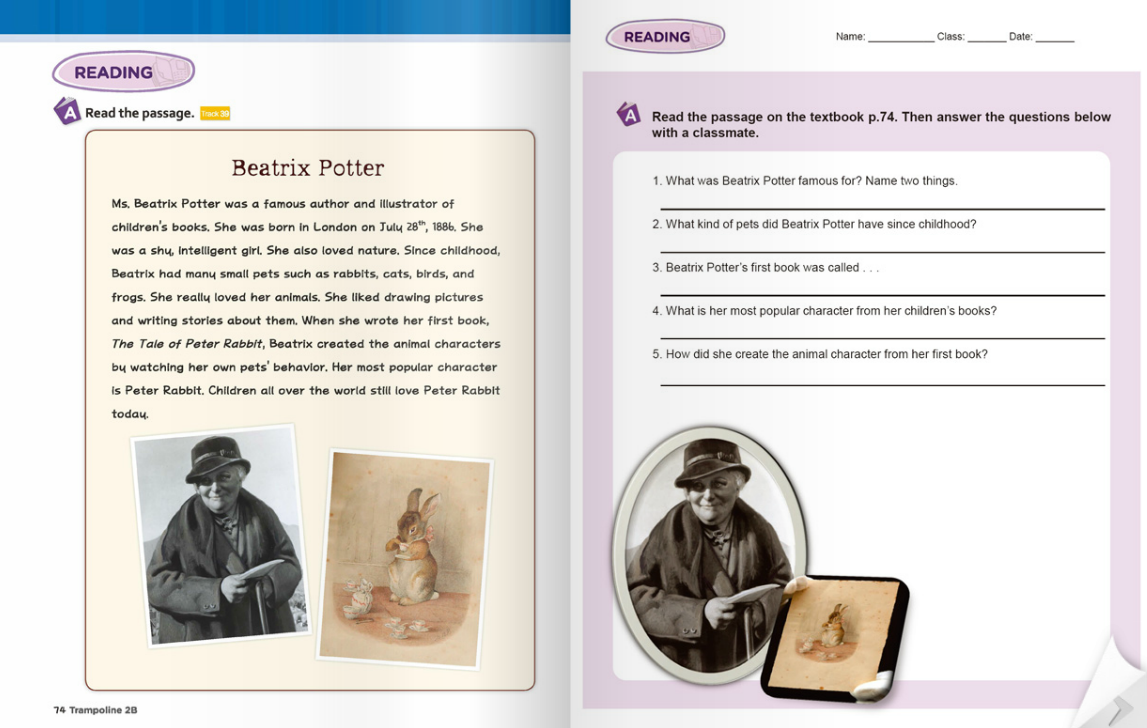 READING
A Read the passage. Track 39
Beatrix Potter
Ms. Beatrix Potter was a famous author and illustrator of
children's books. She was born in London on July 28th, 1886. She
was a shy, intelligent girl. She also loved nature. Since childhood,
Beatrix had many small pets such as rabbits, cats, birds, and
frogs. She really loved her animals. She liked drawing pictures
and writing stories about them. When she wrote her first book,
The Tale of Peter Rabbit, Beatrix created the animal characters
by watching her own pets' behavior. Her most popular character
is Peter Rabbit. Children all over the world still love Peter Rabbit
today.
74 Trampoline 2B
READING
Name: ____________ Class: _______ Date: _______
A Read the passage on the textbook p.74. Then answer the questions below
with a classmate.
1. What was Beatrix Potter famous for? Name two things.
2. What kind of pets did Beatrix Potter have since childhood?
3. Beatrix Potter's first book was called . . .
4. What is her most popular character from her children's books?
5. How did she create the animal character from her first book?